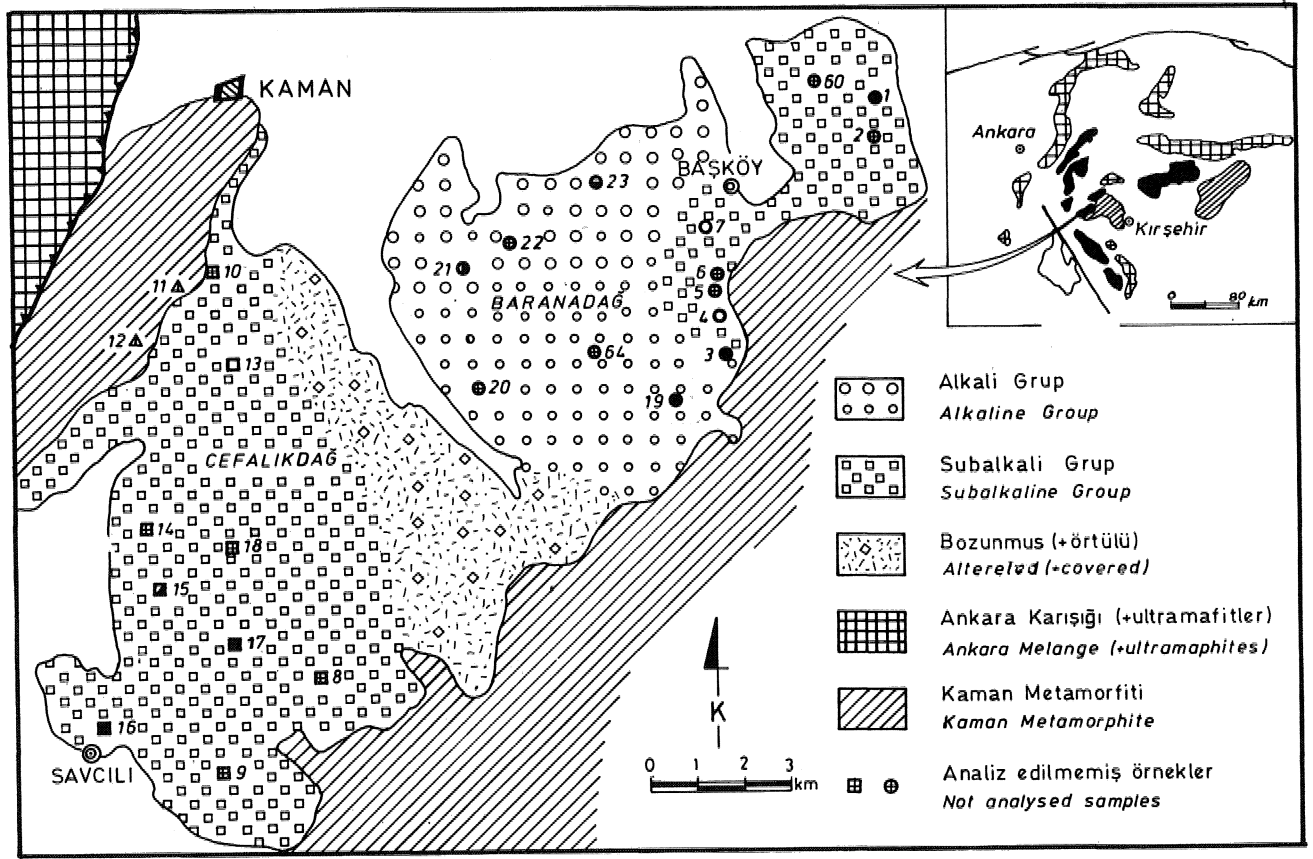 KAMAN
60
1
2
BAŞKÖY
23
7
22
21
6
5
BARANADAĞ
4
64
3
20
19
10
11
12
13
CEFALIKDAĞ
14
18
15
17
8
16
SAVCILI
9
Ankara
Kırşehir
0 80 km
Alkali Grup
Alkaline Group
Subalkali Grup
Subalkaline Group
Bozunmus (+örtülü)
Altereled (+covered)
Ankara Karışığı (+ultramafitler)
Ankara Melange (+ultramaphites)
Kaman Metamorfiti
Kaman Metamorphite
Analiz edilmemiş örnekler
Not analysed samples
K
0 1 2 3
km